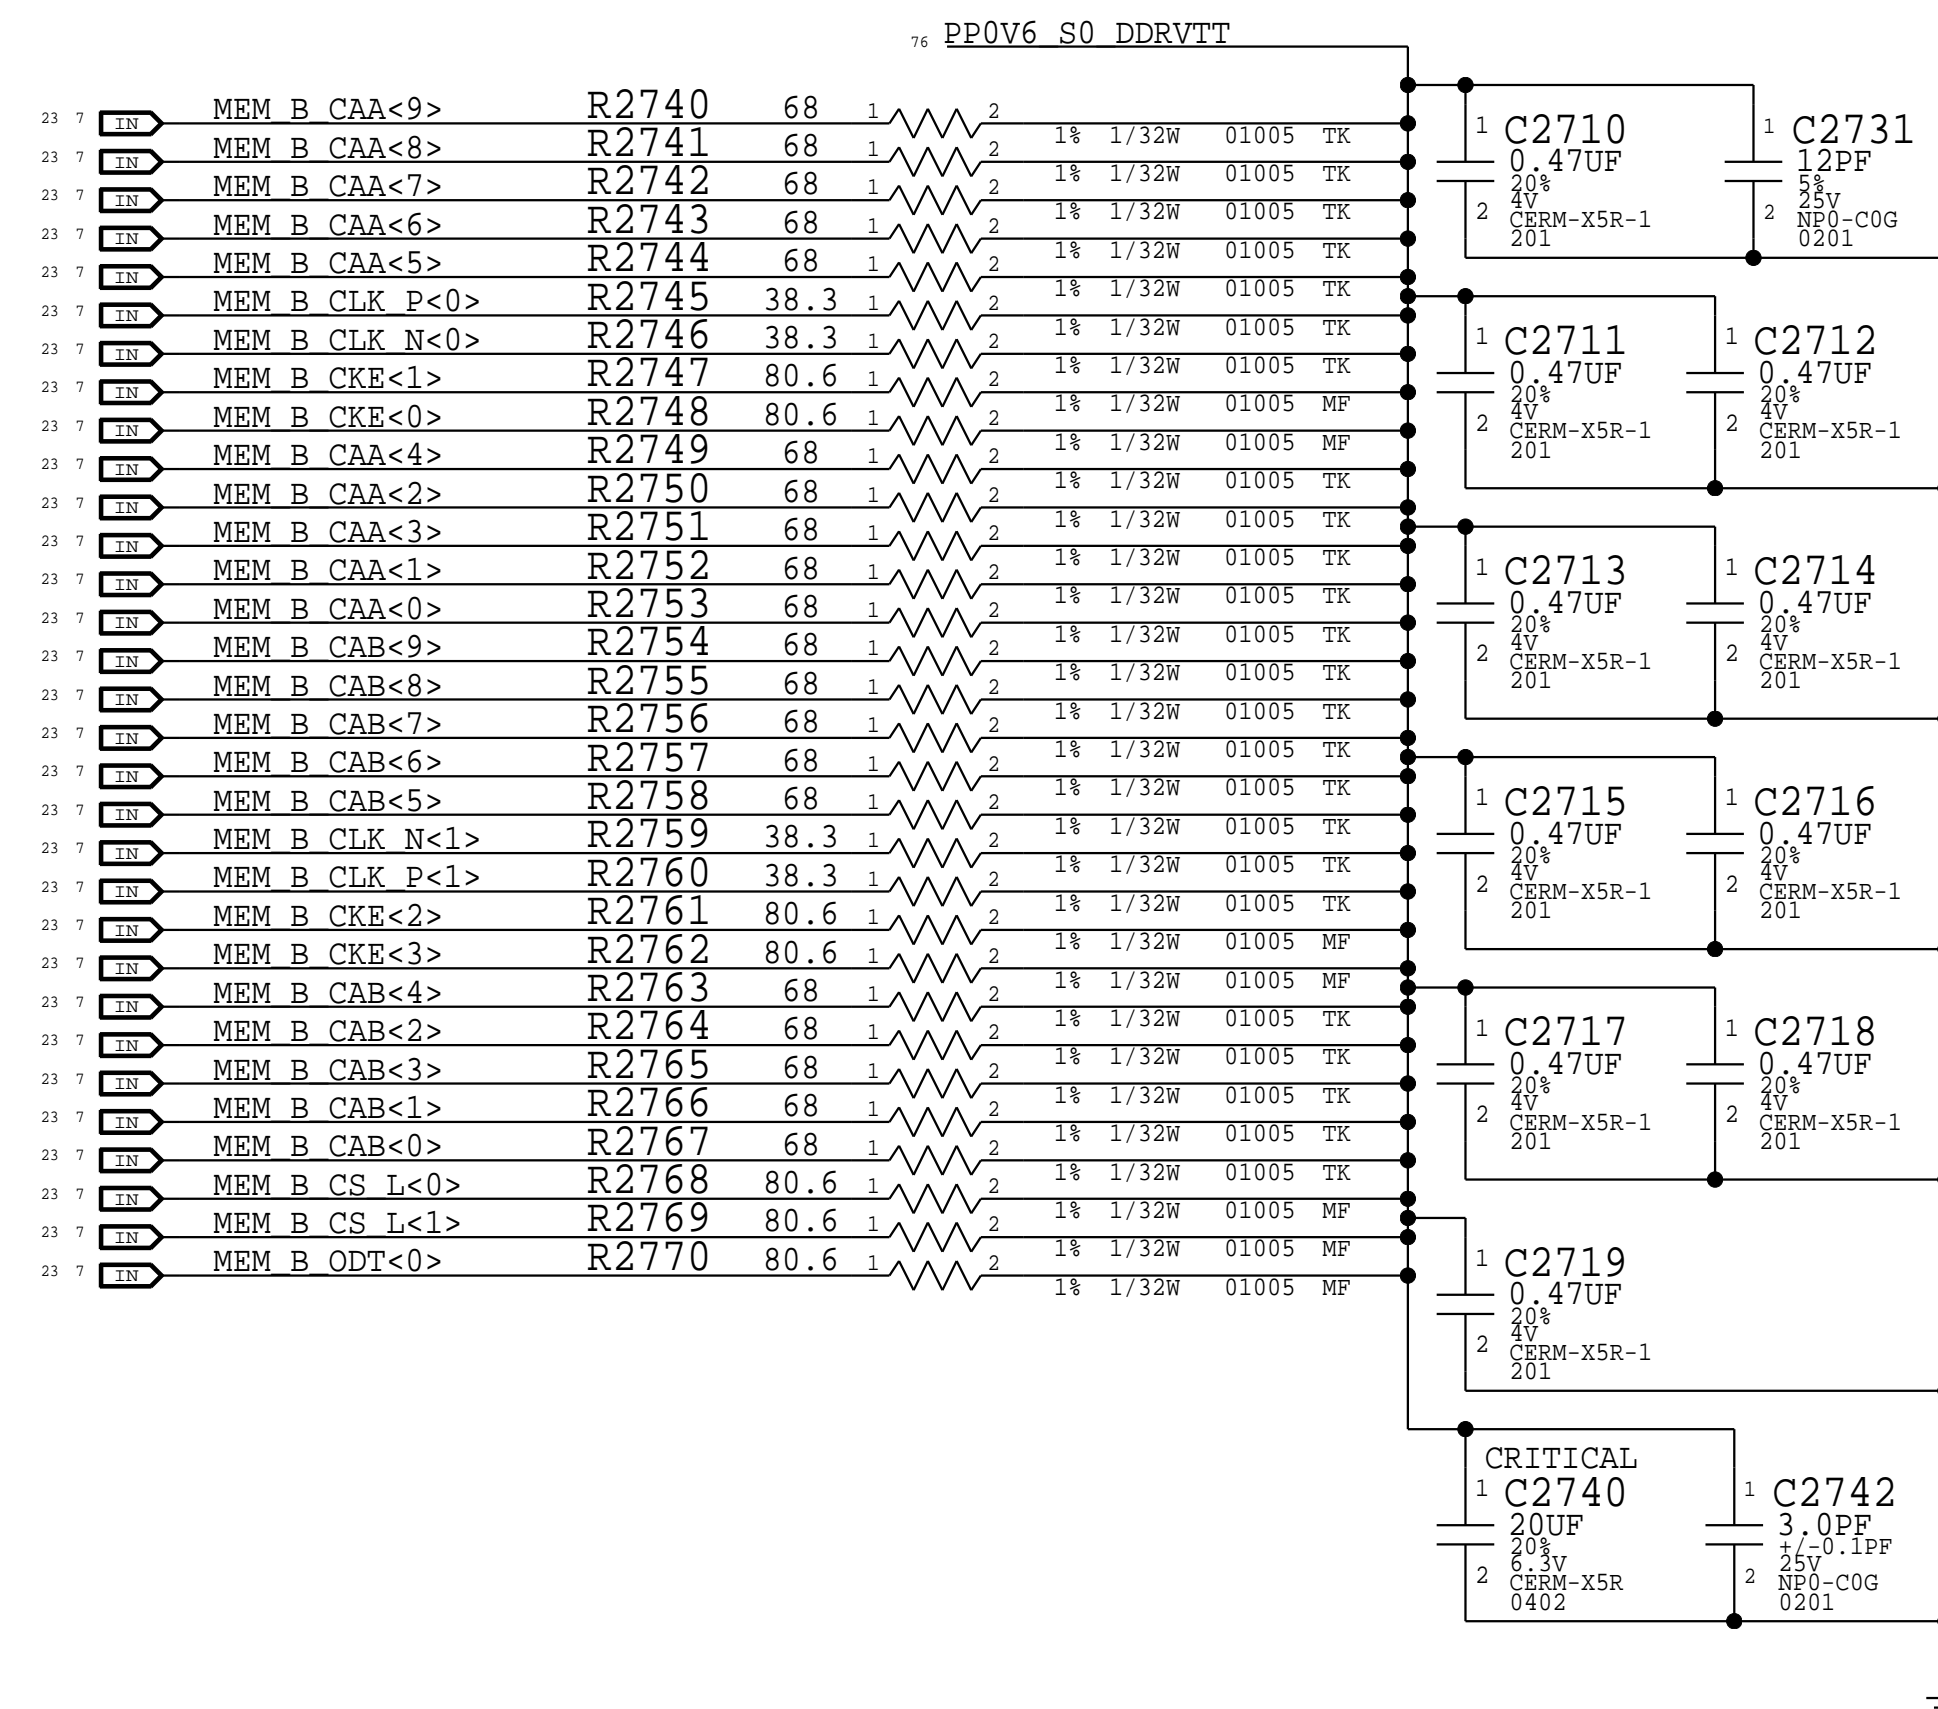 76 PP0V6_S0_DDRVTT
23 7 IN MEM_B_CAA<9> R2740 68 1 2 1% 1/32W 01005 TK
23 7 IN MEM_B_CAA<8> R2741 68 1 2 1% 1/32W 01005 TK
23 7 IN MEM_B_CAA<7> R2742 68 1 2 1% 1/32W 01005 TK
23 7 IN MEM_B_CAA<6> R2743 68 1 2 1% 1/32W 01005 TK
23 7 IN MEM_B_CAA<5> R2744 68 1 2 1% 1/32W 01005 TK
23 7 IN MEM_B_CLK_P<0> R2745 38.3 1 2 1% 1/32W 01005 TK
23 7 IN MEM_B_CLK_N<0> R2746 38.3 1 2 1% 1/32W 01005 TK
23 7 IN MEM_B_CKE<1> R2747 80.6 1 2 1% 1/32W 01005 MF
23 7 IN MEM_B_CKE<0> R2748 80.6 1 2 1% 1/32W 01005 MF
23 7 IN MEM_B_CAA<4> R2749 68 1 2 1% 1/32W 01005 TK
23 7 IN MEM_B_CAA<2> R2750 68 1 2 1% 1/32W 01005 TK
23 7 IN MEM_B_CAA<3> R2751 68 1 2 1% 1/32W 01005 TK
23 7 IN MEM_B_CAA<1> R2752 68 1 2 1% 1/32W 01005 TK
23 7 IN MEM_B_CAA<0> R2753 68 1 2 1% 1/32W 01005 TK
23 7 IN MEM_B_CAB<9> R2754 68 1 2 1% 1/32W 01005 TK
23 7 IN MEM_B_CAB<8> R2755 68 1 2 1% 1/32W 01005 TK
23 7 IN MEM_B_CAB<7> R2756 68 1 2 1% 1/32W 01005 TK
23 7 IN MEM_B_CAB<6> R2757 68 1 2 1% 1/32W 01005 TK
23 7 IN MEM_B_CAB<5> R2758 68 1 2 1% 1/32W 01005 TK
23 7 IN MEM_B_CLK_N<1> R2759 38.3 1 2 1% 1/32W 01005 TK
23 7 IN MEM_B_CLK_P<1> R2760 38.3 1 2 1% 1/32W 01005 TK
23 7 IN MEM_B_CKE<2> R2761 80.6 1 2 1% 1/32W 01005 MF
23 7 IN MEM_B_CKE<3> R2762 80.6 1 2 1% 1/32W 01005 MF
23 7 IN MEM_B_CAB<4> R2763 68 1 2 1% 1/32W 01005 TK
23 7 IN MEM_B_CAB<2> R2764 68 1 2 1% 1/32W 01005 TK
23 7 IN MEM_B_CAB<3> R2765 68 1 2 1% 1/32W 01005 TK
23 7 IN MEM_B_CAB<1> R2766 68 1 2 1% 1/32W 01005 TK
23 7 IN MEM_B_CAB<0> R2767 68 1 2 1% 1/32W 01005 TK
23 7 IN MEM_B_CS_L<0> R2768 80.6 1 2 1% 1/32W 01005 MF
23 7 IN MEM_B_CS_L<1> R2769 80.6 1 2 1% 1/32W 01005 MF
23 7 IN MEM_B_ODT<0> R2770 80.6 1 2 1% 1/32W 01005 MF
1 C2710
0.47UF
20%
4V
2 CERM-X5R-1
201
1 C2731
12PF
5%
25V
2 NP0-C0G
0201
1 C2711
0.47UF
20%
4V
2 CERM-X5R-1
201
1 C2712
0.47UF
20%
4V
2 CERM-X5R-1
201
1 C2713
0.47UF
20%
4V
2 CERM-X5R-1
201
1 C2714
0.47UF
20%
4V
2 CERM-X5R-1
201
1 C2715
0.47UF
20%
4V
2 CERM-X5R-1
201
1 C2716
0.47UF
20%
4V
2 CERM-X5R-1
201
1 C2717
0.47UF
20%
4V
2 CERM-X5R-1
201
1 C2718
0.47UF
20%
4V
2 CERM-X5R-1
201
1 C2719
0.47UF
20%
4V
2 CERM-X5R-1
201
CRITICAL
1 C2740
20UF
20%
6.3V
2 CERM-X5R
0402
1 C2742
3.0PF
+/-0.1PF
25V
2 NP0-C0G
0201